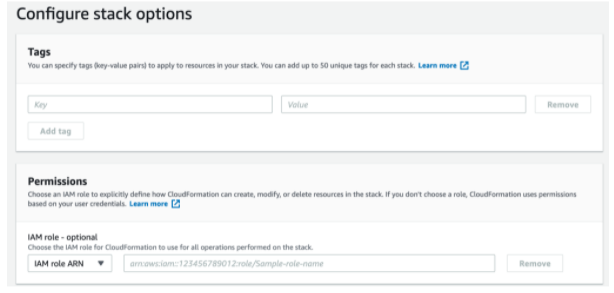 Configure stack options
Tags
You can specify tags (key-value pairs) to apply to resources in your stack. You can add up to 50 unique tags for each stack. Learn more
Key Value Remove
Add tag
Permissions
Choose an IAM role to explicitly define how CloudFormation can create, modify, or delete resources in the stack. If you don't choose a role, CloudFormation uses permissions
based on your user credentials. Learn more
IAM role - optional
Choose the IAM role for CloudFormation to use for all operations performed on the stack.
IAM role ARN arn:aws:iam::123456789012:role/Sample-role-name Remove